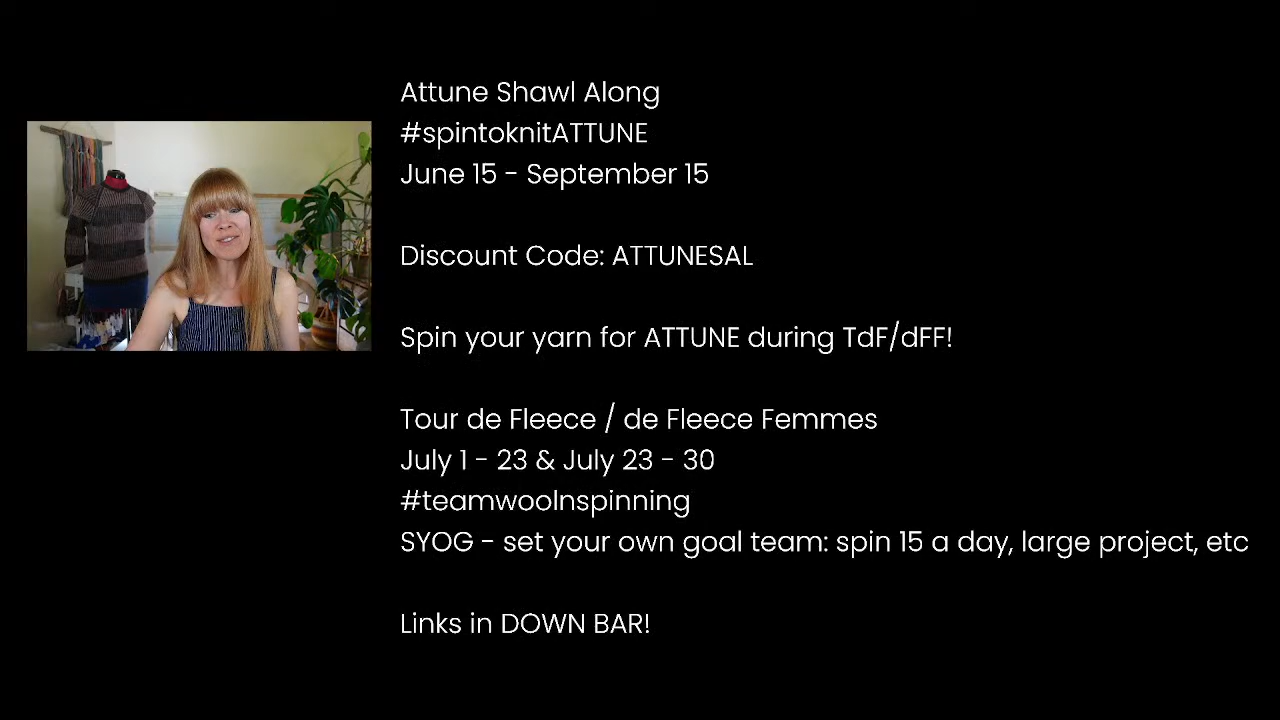 Attune Shawl Along
#spintoknitATTUNE
June 15 - September 15
Discount Code: ATTUNESAL
Spin your yarn for ATTUNE during TdF/dFF!
Tour de Fleece / de Fleece Femmes
July 1 - 23 & July 23 - 30
#teamwoolnspinning
SYOG - set your own goal team: spin 15 a day, large project, etc
Links in DOWN BAR!